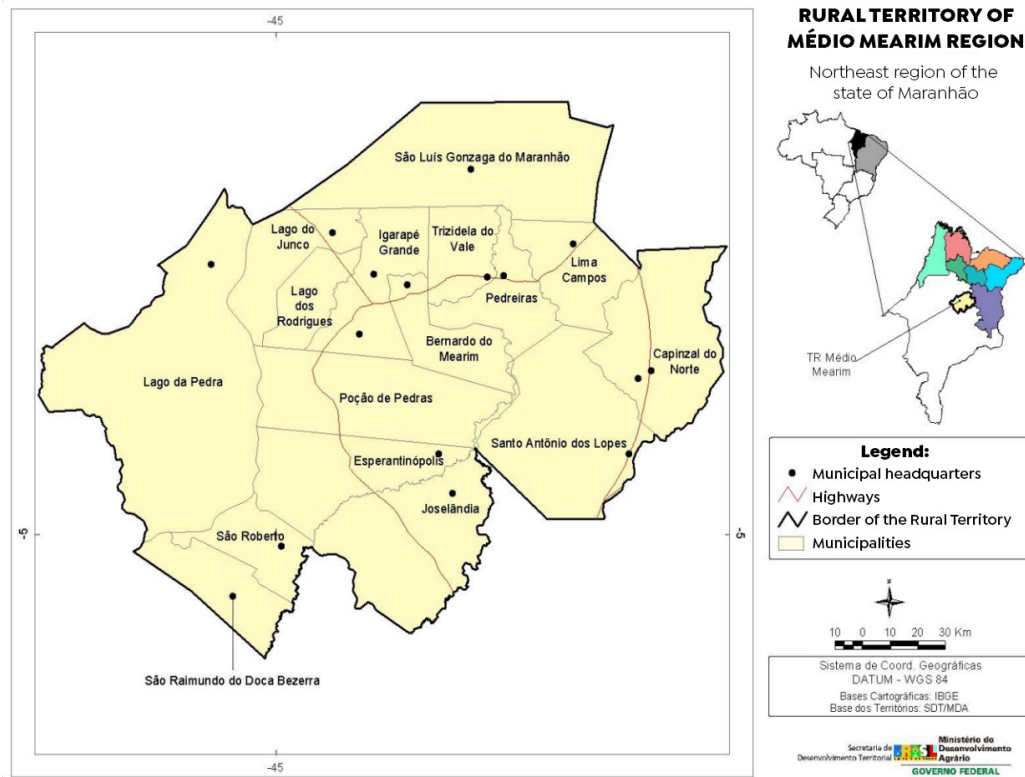 -45
RURAL TERRITORY OF
MÉDIO MEARIM REGION
Northeast region of the
state of Maranhão
São Luís Gonzaga do Maranhão
Lago do
Junco
Igarapé
Grande
Trizidela do
Vale
Lima
Campos
Lago
dos
Rodrigues
Pedreiras
Bernardo do
Mearim
Capinzal do
Norte
Lago da Pedra
Poção de Pedras
Santo Antônio dos Lopes
Esperantinópolis
Joselândia
São Roberto
São Raimundo do Doca Bezerra
-5
-5
-45
TR Médio
Mearim
Legend:
Municipal headquarters
Highways
Border of the Rural Territory
Municipalities
10 0 10 20 30 Km
Sistema de Coord. Geográficas
DATUM - WGS 84
Bases Cartográficas: IBGE
Base dos Territórios: SDT/MDA
Secretaria de
Desenvolvimento Territorial
BRASIL
Ministério do
Desenvolvimento
Agrário
GOVERNO FEDERAL